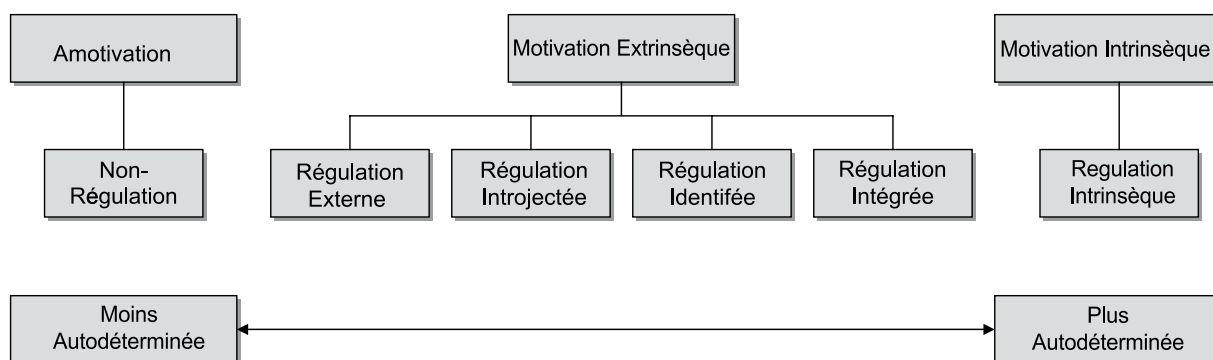 Amotivation
Motivation Extrinsèque
Motivation Intrinsèque
Non-
Régulation
Régulation
Externe
Régulation
Introjectée
Régulation
Identifée
Régulation
Intégrée
Regulation
Intrinsèque
Moins
Autodéterminée
Plus
Autodéterminée